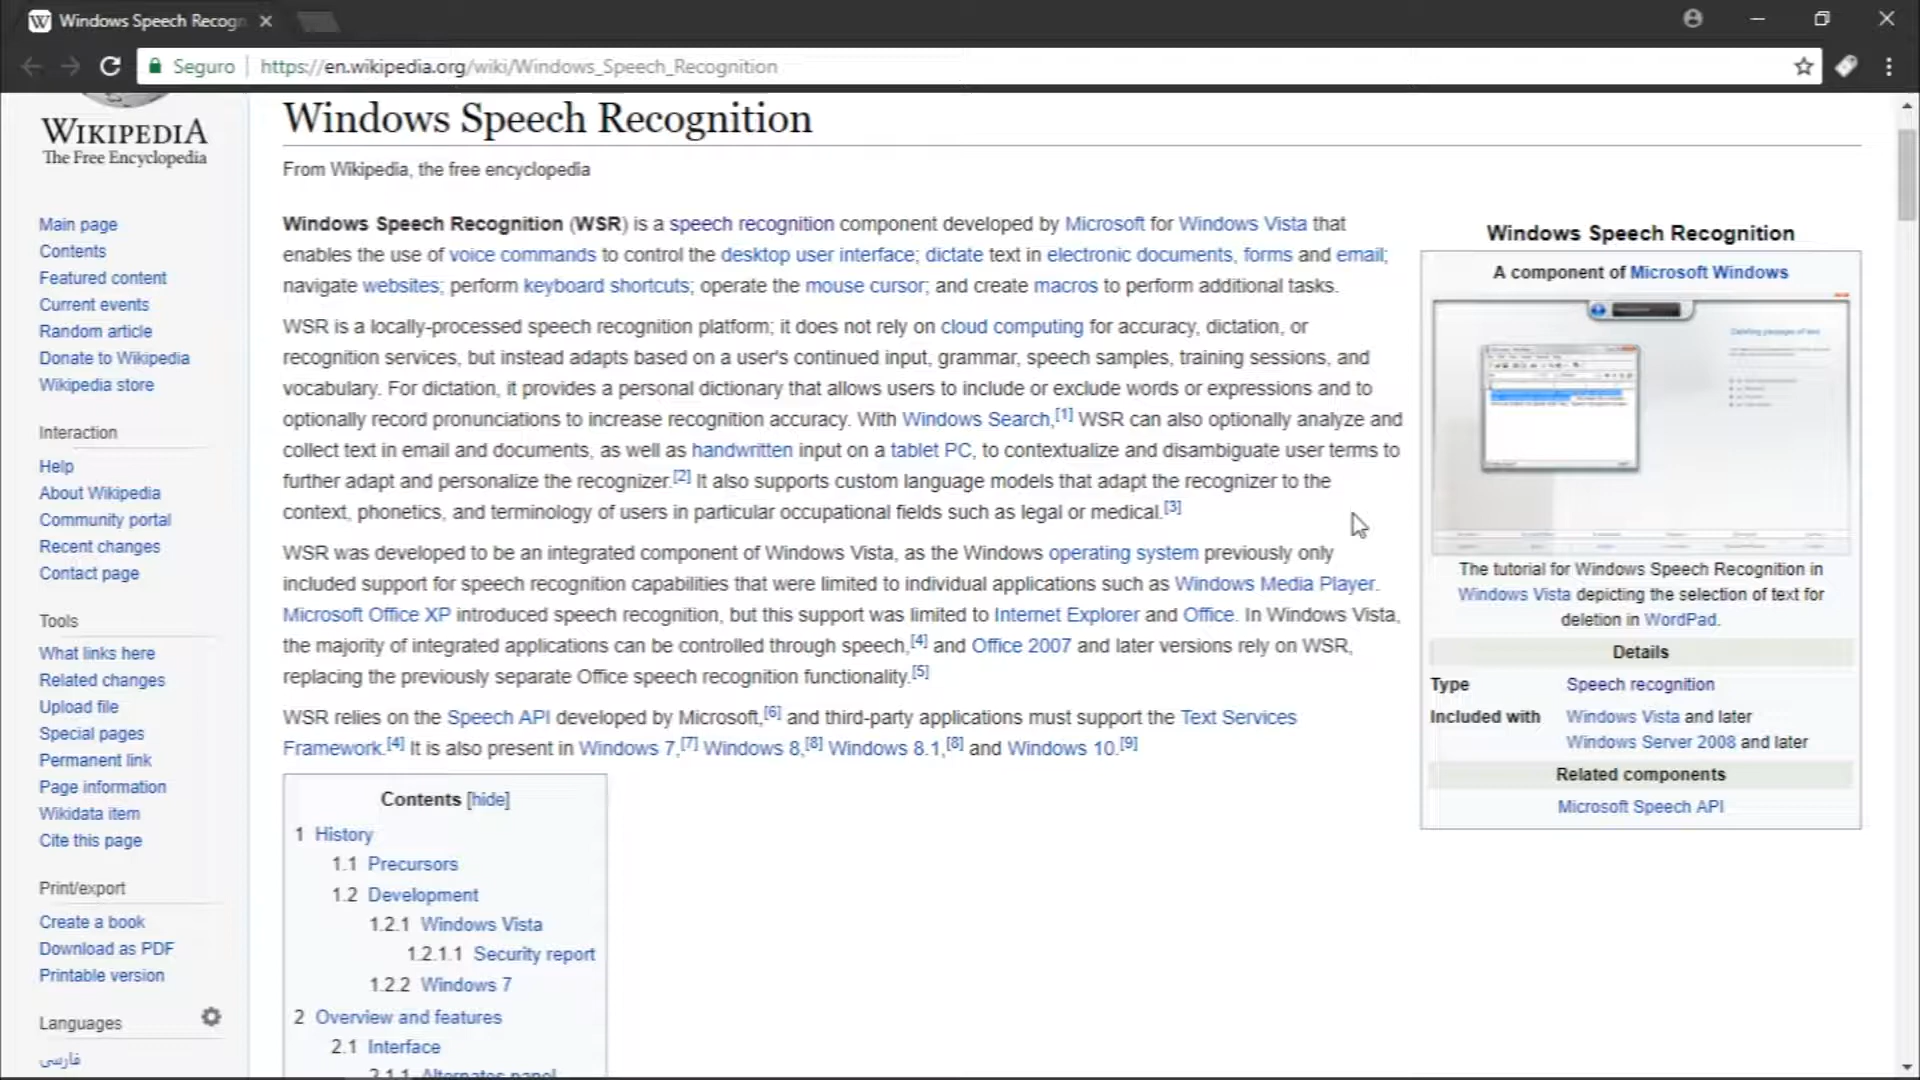 Windows Speech Recogn
Seguro
https://en.wikipedia.org/wiki/Windows_Speech_Recognition
WIKIPEDIA
The Free Encyclopedia
Main page
Contents
Featured content
Current events
Random article
Donate to Wikipedia
Wikipedia store
Interaction
Help
About Wikipedia
Community portal
Recent changes
Contact page
Tools
What links here
Related changes
Upload file
Special pages
Permanent link
Page information
Wikidata item
Cite this page
Print/export
Create a book
Download as PDF
Printable version
Languages
فارسی
Windows Speech Recognition
From Wikipedia, the free encyclopedia
Windows Speech Recognition (WSR) is a speech recognition component developed by Microsoft for Windows Vista that
enables the use of voice commands to control the desktop user interface; dictate text in electronic documents, forms and email;
navigate websites; perform keyboard shortcuts; operate the mouse cursor; and create macros to perform additional tasks.
WSR is a locally-processed speech recognition platform; it does not rely on cloud computing for accuracy, dictation, or
recognition services, but instead adapts based on a user's continued input, grammar, speech samples, training sessions, and
vocabulary. For dictation, it provides a personal dictionary that allows users to include or exclude words or expressions and to
optionally record pronunciations to increase recognition accuracy. With Windows Search,[1] WSR can also optionally analyze and
collect text in email and documents, as well as handwritten input on a tablet PC, to contextualize and disambiguate user terms to
further adapt and personalize the recognizer.[2] It also supports custom language models that adapt the recognizer to the
context, phonetics, and terminology of users in particular occupational fields such as legal or medical.[3]
WSR was developed to be an integrated component of Windows Vista, as the Windows operating system previously only
included support for speech recognition capabilities that were limited to individual applications such as Windows Media Player.
Microsoft Office XP introduced speech recognition, but this support was limited to Internet Explorer and Office. In Windows Vista,
the majority of integrated applications can be controlled through speech,[4] and Office 2007 and later versions rely on WSR,
replacing the previously separate Office speech recognition functionality.[5]
WSR relies on the Speech API developed by Microsoft,[6] and third-party applications must support the Text Services
Framework.[4] It is also present in Windows 7,[7] Windows 8,[8] Windows 8.1,[8] and Windows 10.[9]
Contents [hide]
1 History
1.1 Precursors
1.2 Development
1.2.1 Windows Vista
1.2.1.1 Security report
1.2.2 Windows 7
2 Overview and features
2.1 Interface
2.1.1 Alternates panel
Windows Speech Recognition
A component of Microsoft Windows
Deleting passages of text
The tutorial for Windows Speech Recognition in
Windows Vista depicting the selection of text for
deletion in WordPad.
Details
Type Speech recognition
Included with Windows Vista and later
Windows Server 2008 and later
Related components
Microsoft Speech API